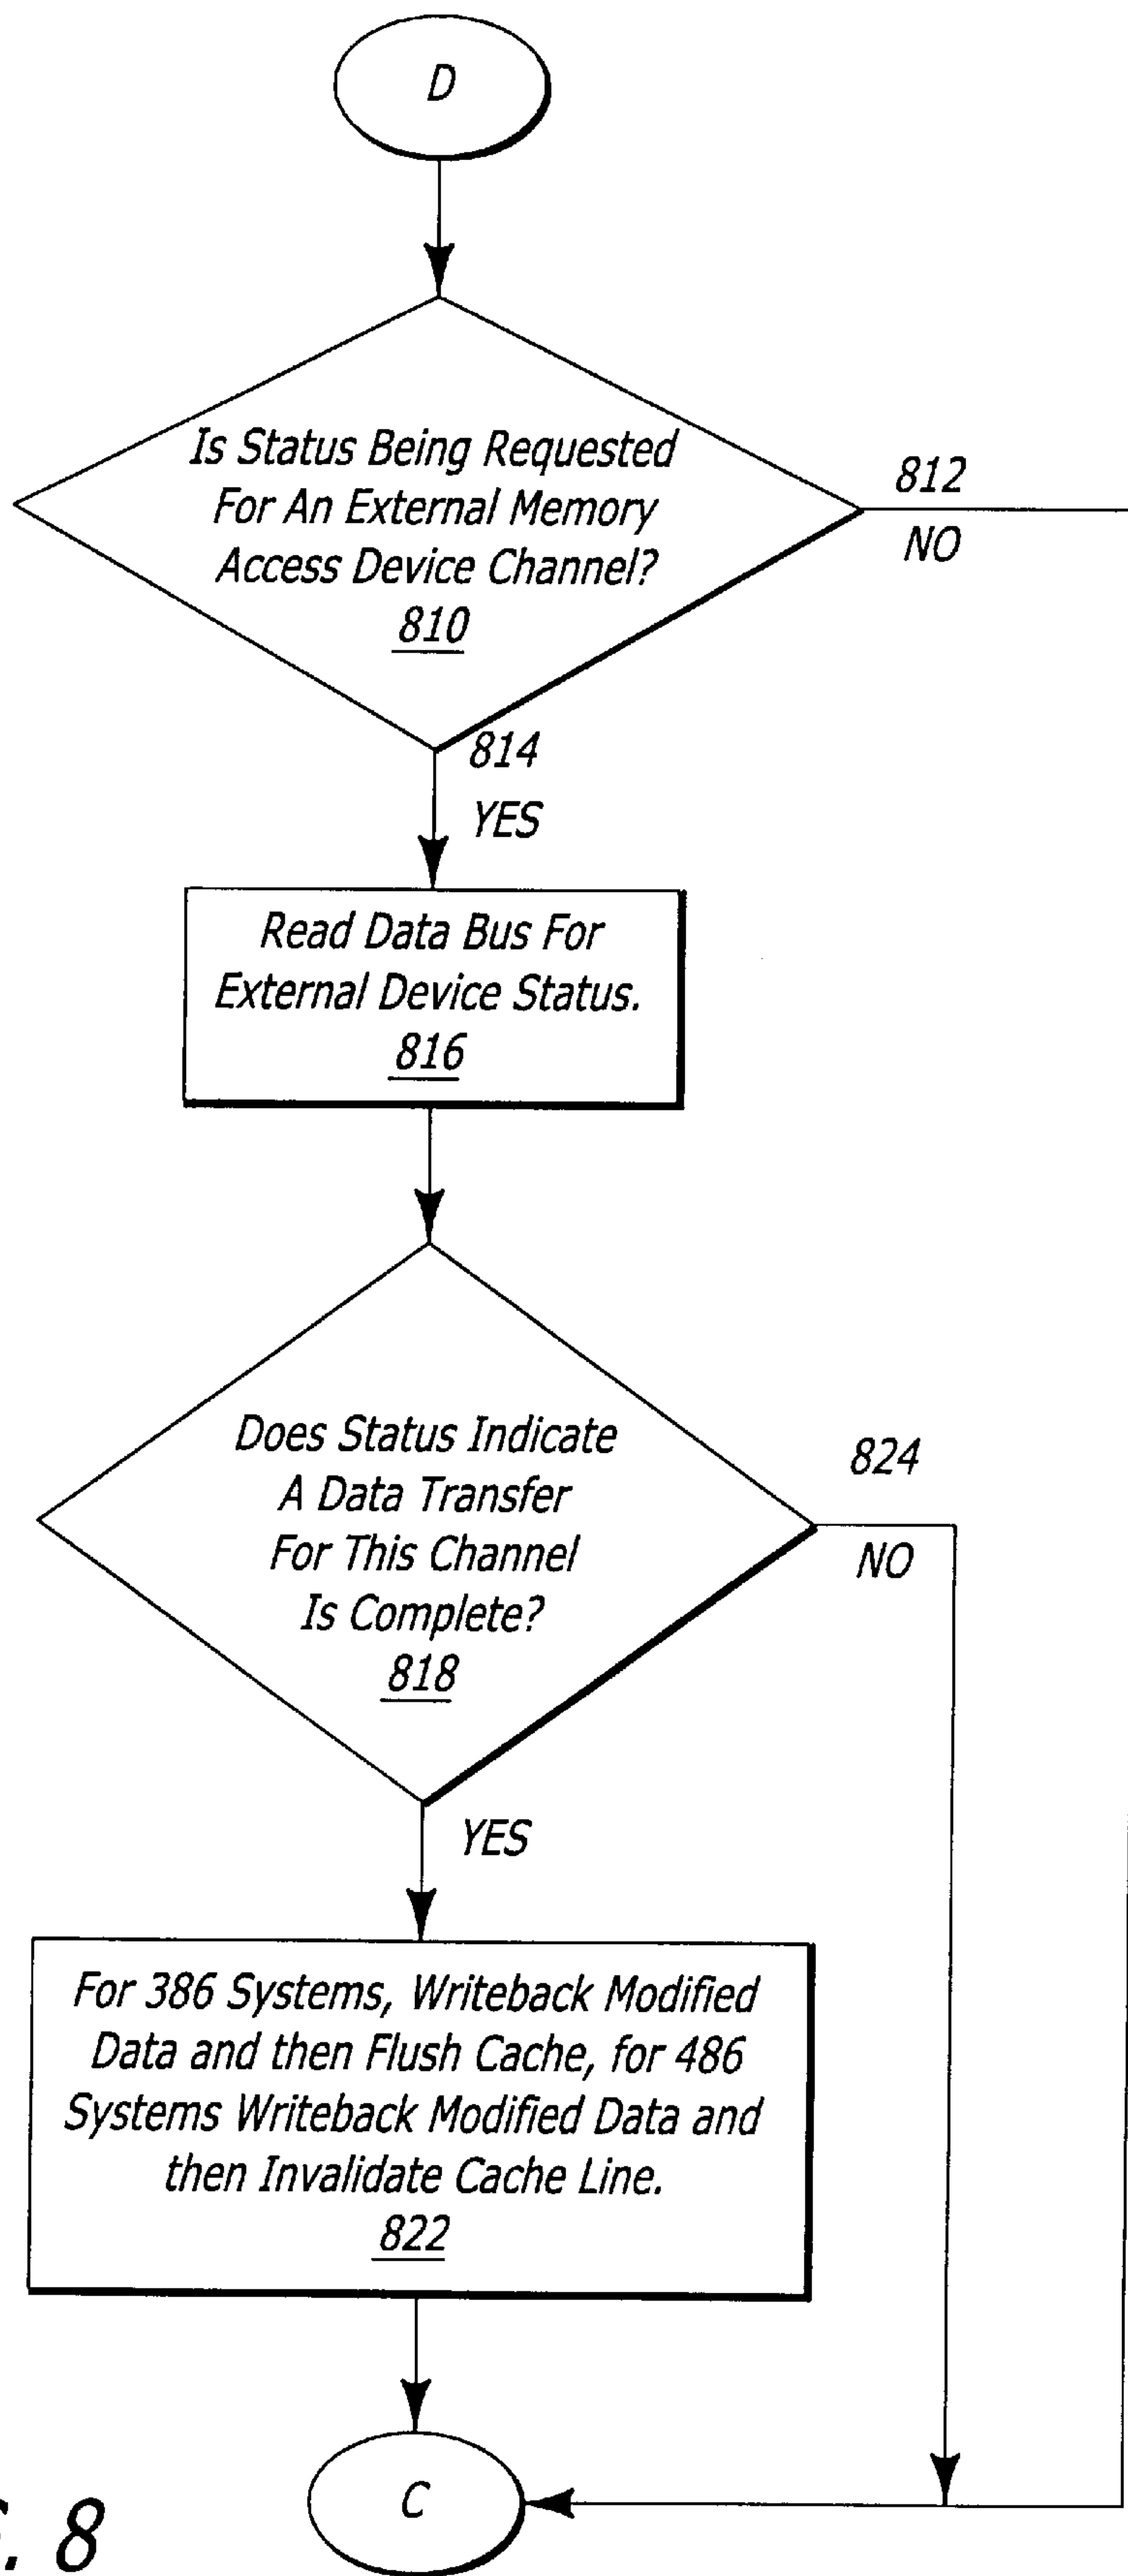 D
Is Status Being Requested
For An External Memory
Access Device Channel?
810
812
NO
814
YES
Read Data Bus For
External Device Status.
816
Does Status Indicate
A Data Transfer
For This Channel
Is Complete?
818
824
NO
YES
For 386 Systems, Writeback Modified
Data and then Flush Cache, for 486
Systems Writeback Modified Data and
then Invalidate Cache Line.
822
C
. 8